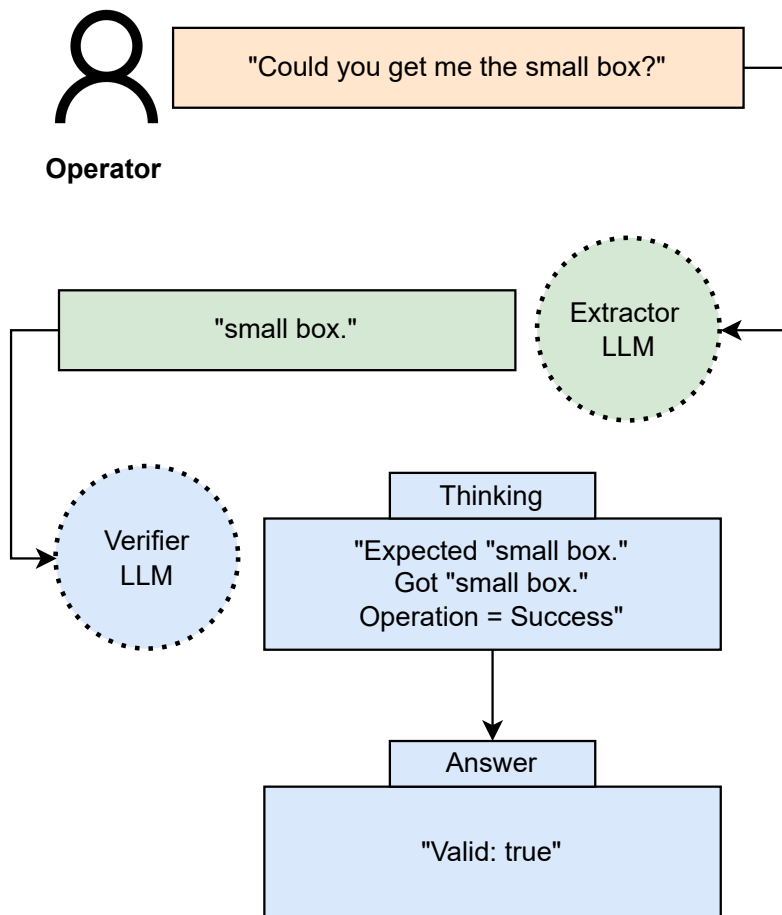 "Could you get me the small box?"
Operator
"small box."
Extractor
LLM
Verifier
LLM
Thinking
"Expected "small box."
Got "small box."
Operation = Success"
Answer
"Valid: true"